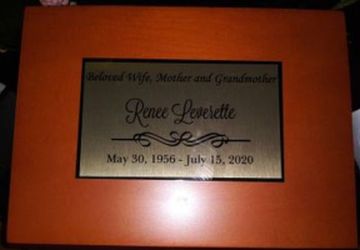 Beloved Wife, Mother and Grandmother
Renee Leverette
May 30, 1956 - July 15, 2020